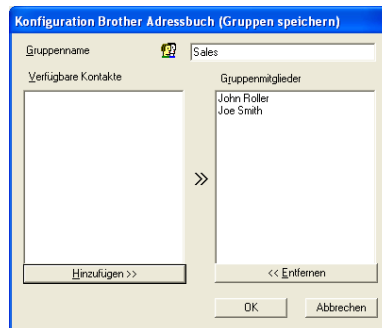 Konfiguration Brother Adressbuch (Gruppen speichern)
Gruppenname
Sales
Verfügbare Kontakte
Gruppenmitglieder
John Roller
Joe Smith
Hinzufügen >>
<< Entfernen
OK
Abbrechen